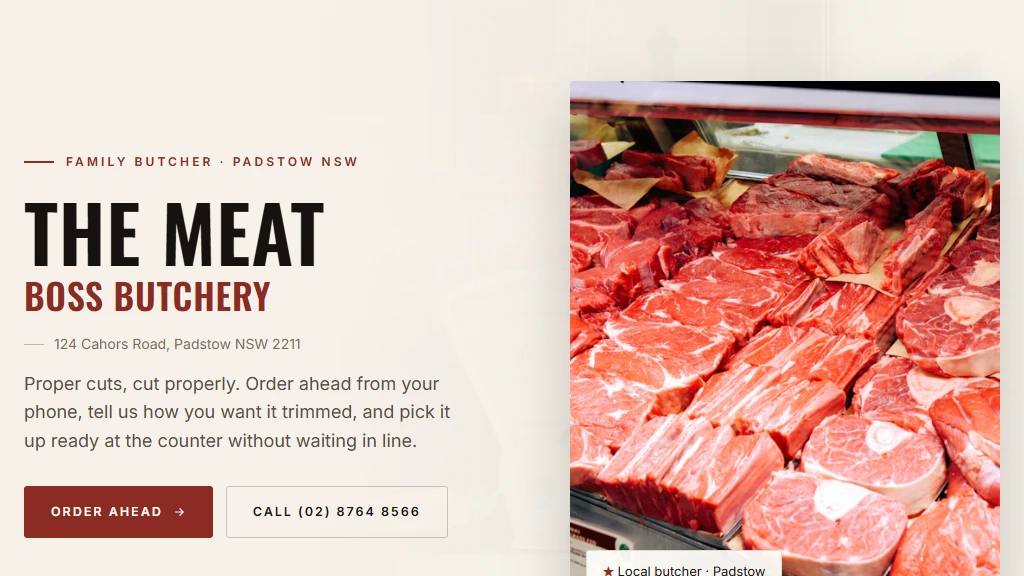 FAMILY BUTCHER · PADSTOW NSW
THE MEAT
BOSS BUTCHERY
124 Cahors Road, Padstow NSW 2211
Proper cuts, cut properly. Order ahead from your
phone, tell us how you want it trimmed, and pick it
up ready at the counter without waiting in line.
ORDER AHEAD →
CALL (02) 8764 8566
★ Local butcher · Padstow